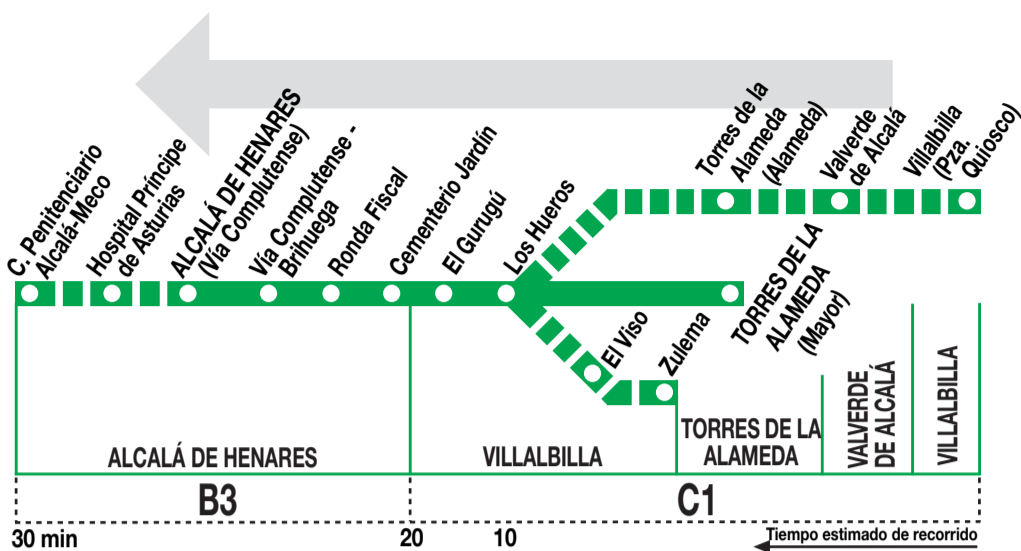 C. Penitenciario
Alcalá-Meco
Hospital Príncipe
de Asturias
ALCALÁ DE HENARES
(Vía Complutense)
Vía Complutense -
Brihuega
Ronda Fiscal
Cementerio Jardín
El Gurugú
Los Hueros
Torres de la
Alameda
(Alameda)
Valverde
de Alcalá
Villalbilla
(Pza.
Quiosco)
El Viso
Zulema
TORRES DE LA
ALAMEDA
(Mayor)
ALCALÁ DE HENARES
VILLALBILLA
TORRES DE LA
ALAMEDA
VALVERDE
DE ALCALÁ
VILLALBILLA
B3
C1
30 min
20
10
Tiempo estimado de recorrido